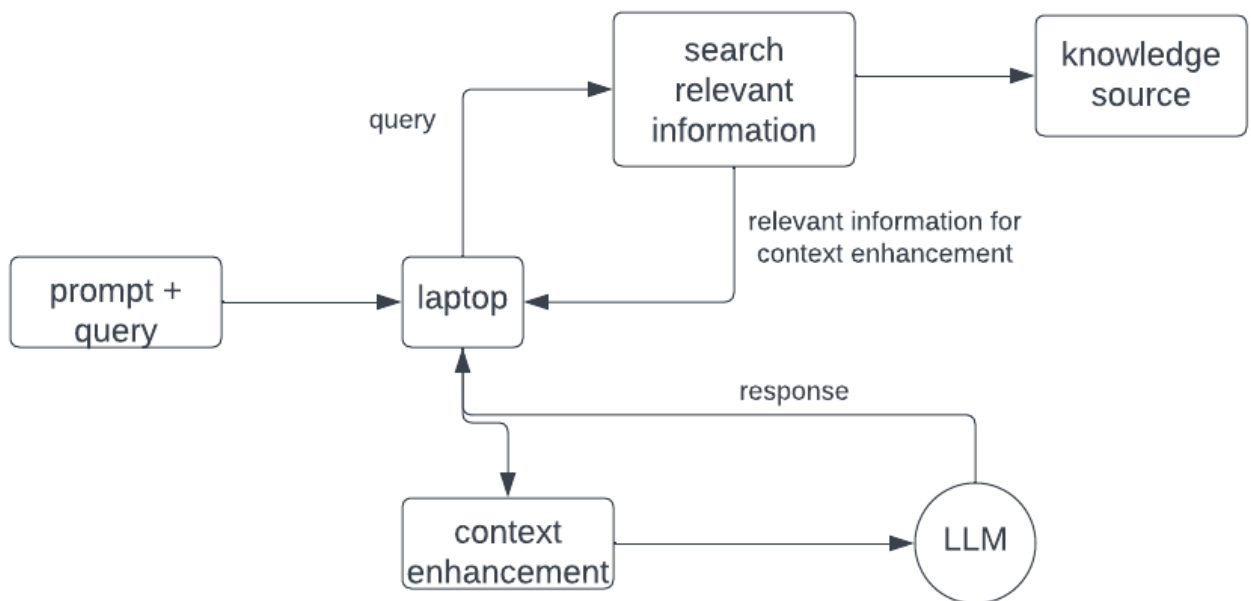 search
relevant
information
knowledge
source
query
relevant information for
context enhancement
prompt +
query
laptop
response
context
enhancement
LLM